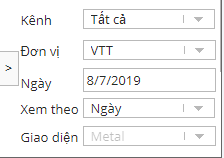 Kênh Tất cả
Đơn vị VTT
>
Ngày 8/7/2019
Xem theo Ngày
Giao diện Metal